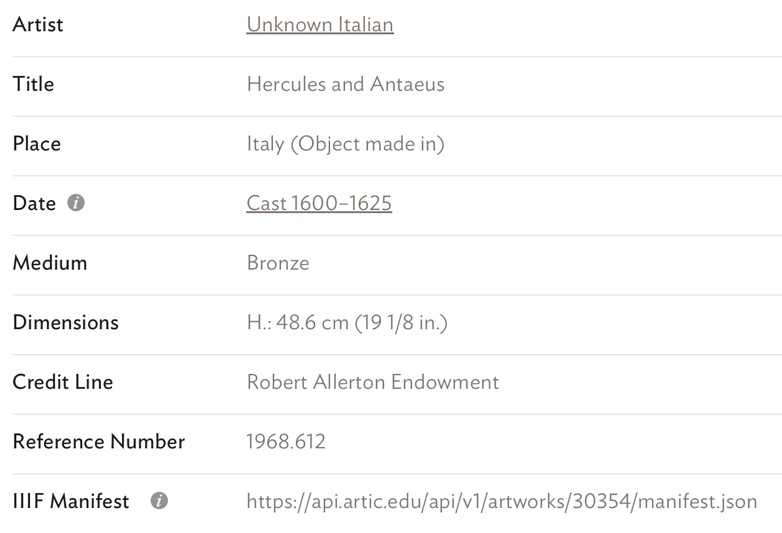 Artist Unknown Italian
Title Hercules and Antaeus
Place Italy (Object made in)
Date i Cast 1600–1625
Medium Bronze
Dimensions H.: 48.6 cm (19 1/8 in.)
Credit Line Robert Allerton Endowment
Reference Number 1968.612
IIIF Manifest i https://api.artic.edu/api/v1/artworks/30354/manifest.json